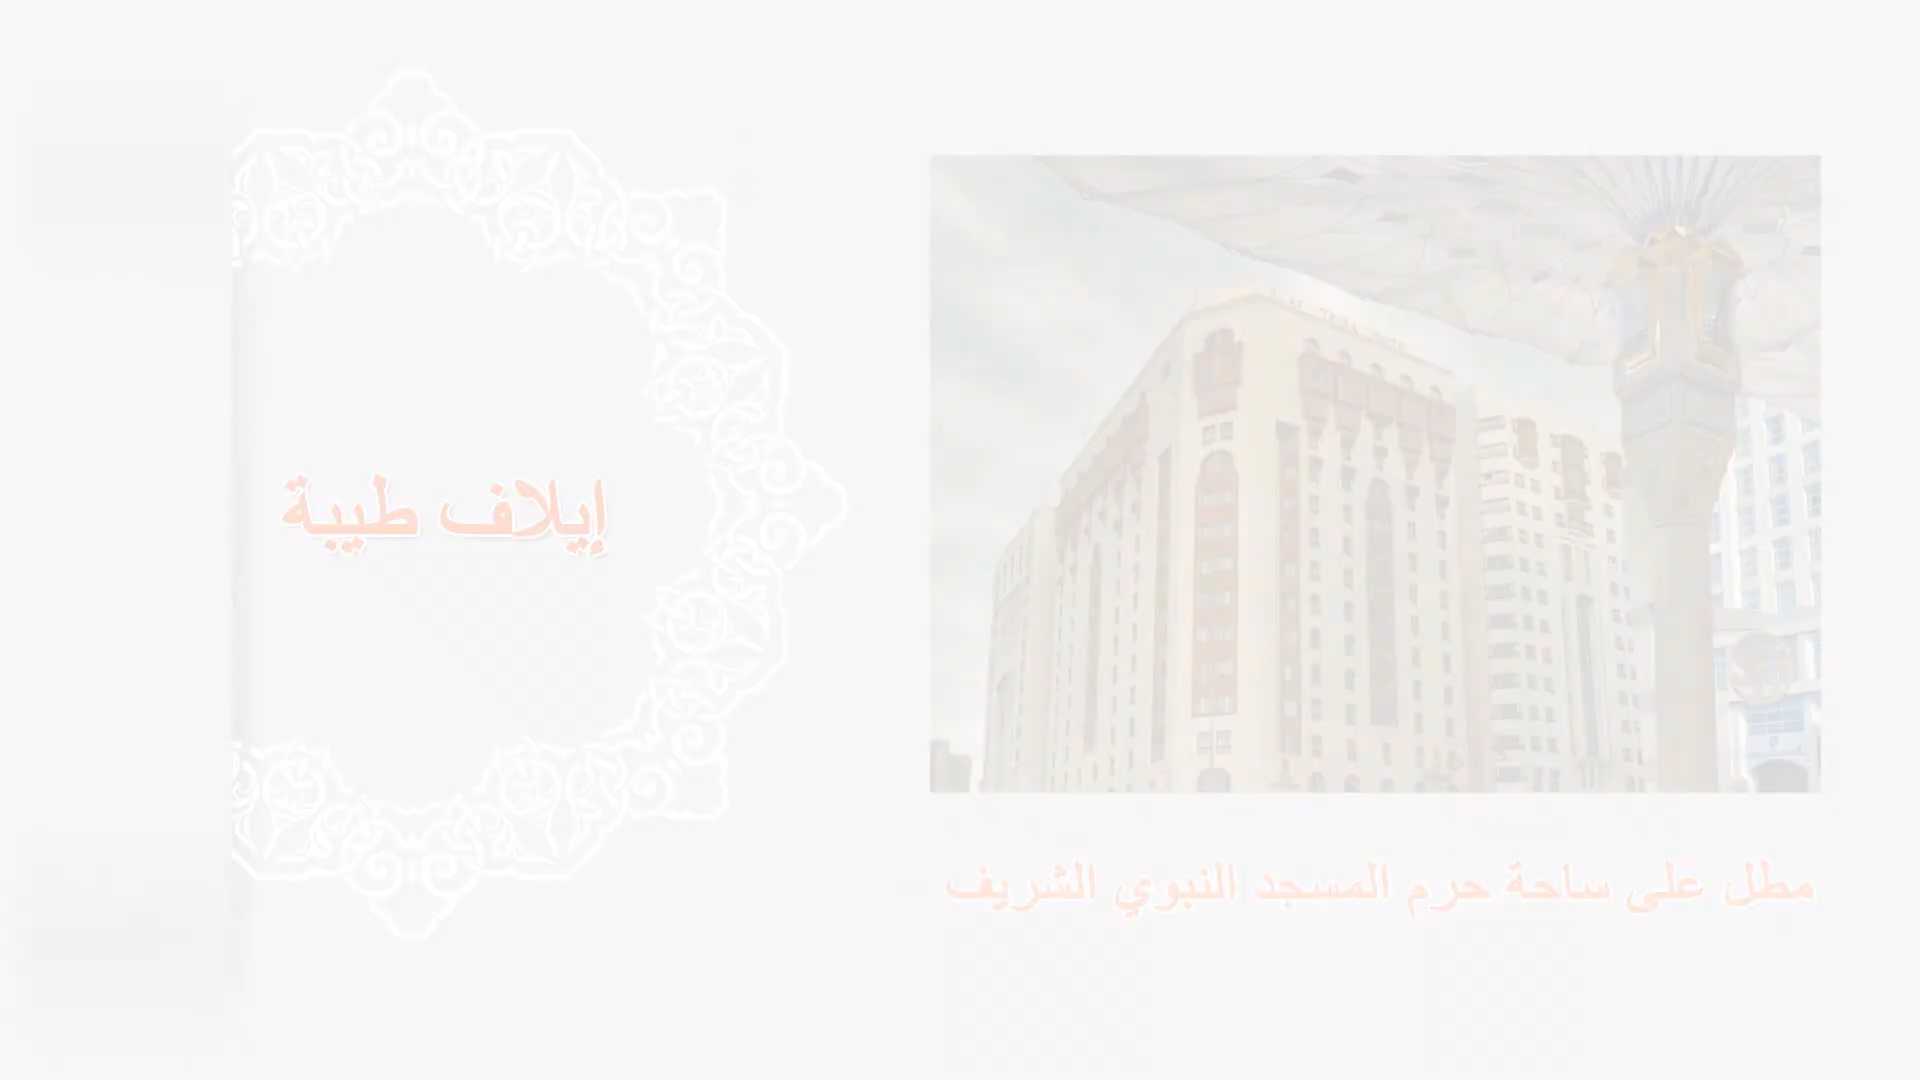 إيلاف طيبة
مطل على ساحة حرم المسجد النبوي الشريف